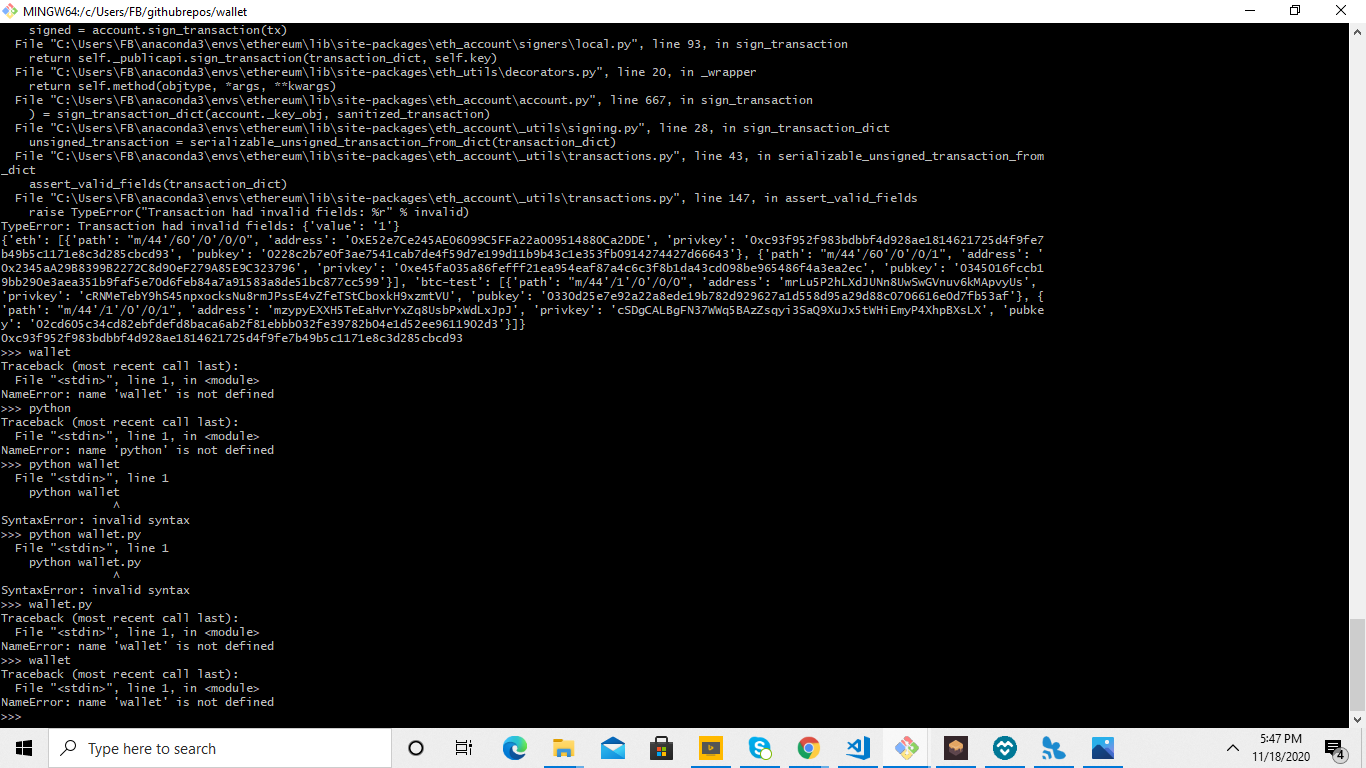 MINGW64:/c/Users/FB/githubrepos/wallet
signed = account.sign_transaction(tx)
File "C:\Users\FB\anaconda3\envs\ethereum\lib\site-packages\eth_account\signers\local.py", line 93, in sign_transaction
return self._publicapi.sign_transaction(transaction_dict, self.key)
File "C:\Users\FB\anaconda3\envs\ethereum\lib\site-packages\eth_utils\decorators.py", line 20, in _wrapper
return self.method(objtype, *args, **kwargs)
File "C:\Users\FB\anaconda3\envs\ethereum\lib\site-packages\eth_account\account.py", line 667, in sign_transaction
) = sign_transaction_dict(account._key_obj, sanitized_transaction)
File "C:\Users\FB\anaconda3\envs\ethereum\lib\site-packages\eth_account\_utils\signing.py", line 28, in sign_transaction_dict
unsigned_transaction = serializable_unsigned_transaction_from_dict(transaction_dict)
File "C:\Users\FB\anaconda3\envs\ethereum\lib\site-packages\eth_account\_utils\transactions.py", line 43, in serializable_unsigned_transaction_from
_dict
assert_valid_fields(transaction_dict)
File "C:\Users\FB\anaconda3\envs\ethereum\lib\site-packages\eth_account\_utils\transactions.py", line 147, in assert_valid_fields
raise TypeError("Transaction had invalid fields: %r" % invalid)
TypeError: Transaction had invalid fields: {'value': '1'}
{'eth': [{'path': "m/44'/60'/0'/0/0", 'address': '0xE52e7Ce245AE06099C5FFa22a009514880Ca2DDE', 'privkey': '0xc93f952f983bdbbf4d928ae1814621725d4f9fe7
b49b5c1171e8c3d285cbcd93', 'pubkey': '0228c2b7e0f3ae7541cab7de4f59d7e199d11b9b43c1e353fb0914274427d66643'}, {'path': "m/44'/60'/0'/0/1", 'address': '
0x2345aA29B8399B2272C8d90eF279A85E9C323796', 'privkey': '0xe45fa035a86fefff21ea954eaf87a4c6c3f8b1da43cd098be965486f4a3ea2ec', 'pubkey': '0345016fccb1
9bb290e3aea351b9faf5e70d6feb84a7a91583a8de51bc877cc599'}], 'btc-test': [{'path': "m/44'/1'/0'/0/0", 'address': 'mrLu5P2hLXdJUNn8UwSwGVnuv6kMApvyUs',
'privkey': 'cRNMeTebY9hS45npxocksNu8rmJPssE4vZfeTStCboxkH9xzmtVU', 'pubkey': '0330d25e7e92a22a8ede19b782d929627a1d558d95a29d88c0706616e0d7fb53af'}, {
'path': "m/44'/1'/0'/0/1", 'address': 'mzypyEXXH5TeEaHvrYxZq8UsbPxWdLxJpJ', 'privkey': 'cSDgCALBgFN37WWq5BAzZsqyi3SaQ9XuJx5tWHiEmyP4XhpBXsLX', 'pubke
y': '02cd605c34cd82ebfdefd8baca6ab2f81ebbb032fe39782b04e1d52ee9611902d3'}]}
0xc93f952f983bdbbf4d928ae1814621725d4f9fe7b49b5c1171e8c3d285cbcd93
>>> wallet
Traceback (most recent call last):
File "<stdin>", line 1, in <module>
NameError: name 'wallet' is not defined
>>> python
Traceback (most recent call last):
File "<stdin>", line 1, in <module>
NameError: name 'python' is not defined
>>> python wallet
File "<stdin>", line 1
python wallet
^
SyntaxError: invalid syntax
>>> python wallet.py
File "<stdin>", line 1
python wallet.py
^
SyntaxError: invalid syntax
>>> wallet.py
Traceback (most recent call last):
File "<stdin>", line 1, in <module>
NameError: name 'wallet' is not defined
>>> wallet
Traceback (most recent call last):
File "<stdin>", line 1, in <module>
NameError: name 'wallet' is not defined
>>>
Type here to search
5:47 PM
11/18/2020
4